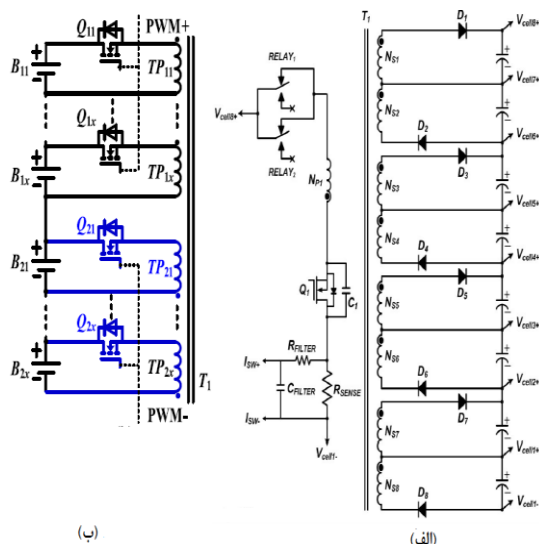 Q11
PWM+
B11
TP11
Q1x
B1x
TP1x
Q21
B21
TP21
Q2x
B2x
TP2x
T1
PWM-
(ب)
T1
RELAY1
Vcell8+
RELAY2
NP1
Q1
C1
RFILTER
ISW+
CFILTER
RSENSE
ISW-
Vcell1-
D1
Vcell8+
NS1
Vcell7+
NS2
D2
Vcell6+
D3
NS3
Vcell5+
NS4
D4
Vcell4+
D5
NS5
Vcell3+
NS6
D6
Vcell2+
D7
NS7
Vcell1+
NS8
D8
Vcell1-
(الف)